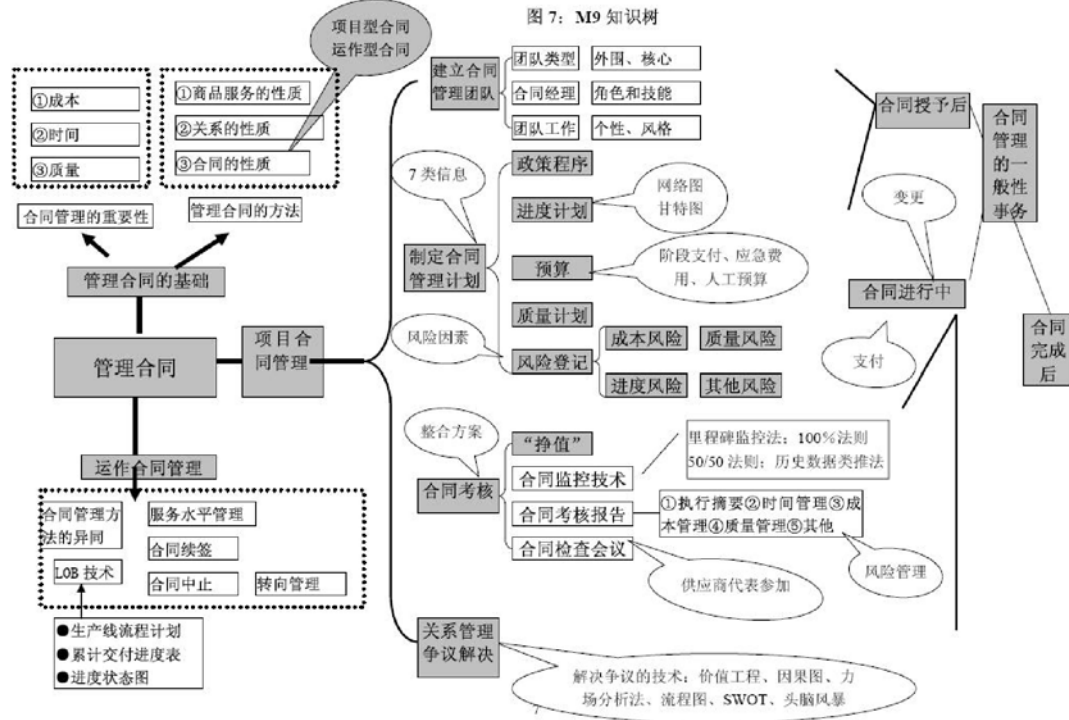 图 7：M9 知识树
项目型合同
运作型合同
①成本
②时间
③质量
①商品服务的性质
②关系的性质
③合同的性质
合同管理的重要性
管理合同的方法
管理合同的基础
管理合同
项目合
同管理
运作合同管理
合同管理方
法的异同
LOB 技术
服务水平管理
合同续签
合同中止
转向管理
●生产线流程计划
●累计交付进度表
●进度状态图
建立合同
管理团队
团队类型
外围、核心
合同经理
角色和技能
团队工作
个性、风格
7 类信息
制定合同
管理计划
政策程序
进度计划
网络图
甘特图
预算
阶段支付、应急费
用、人工预算
质量计划
风险因素
风险登记
成本风险
质量风险
进度风险
其他风险
整合方案
合同考核
“挣值”
合同监控技术
里程碑监控法；100%法则
50/50 法则；历史数据类推法
合同考核报告
①执行摘要②时间管理③成
本管理④质量管理⑤其他
合同检查会议
供应商代表参加
风险管理
关系管理
争议解决
解决争议的技术：价值工程、因果图、力
场分析法、流程图、SWOT、头脑风暴
合同授予后
合同
管理
的一
般性
事务
变更
合同进行中
支付
合同
完成
后